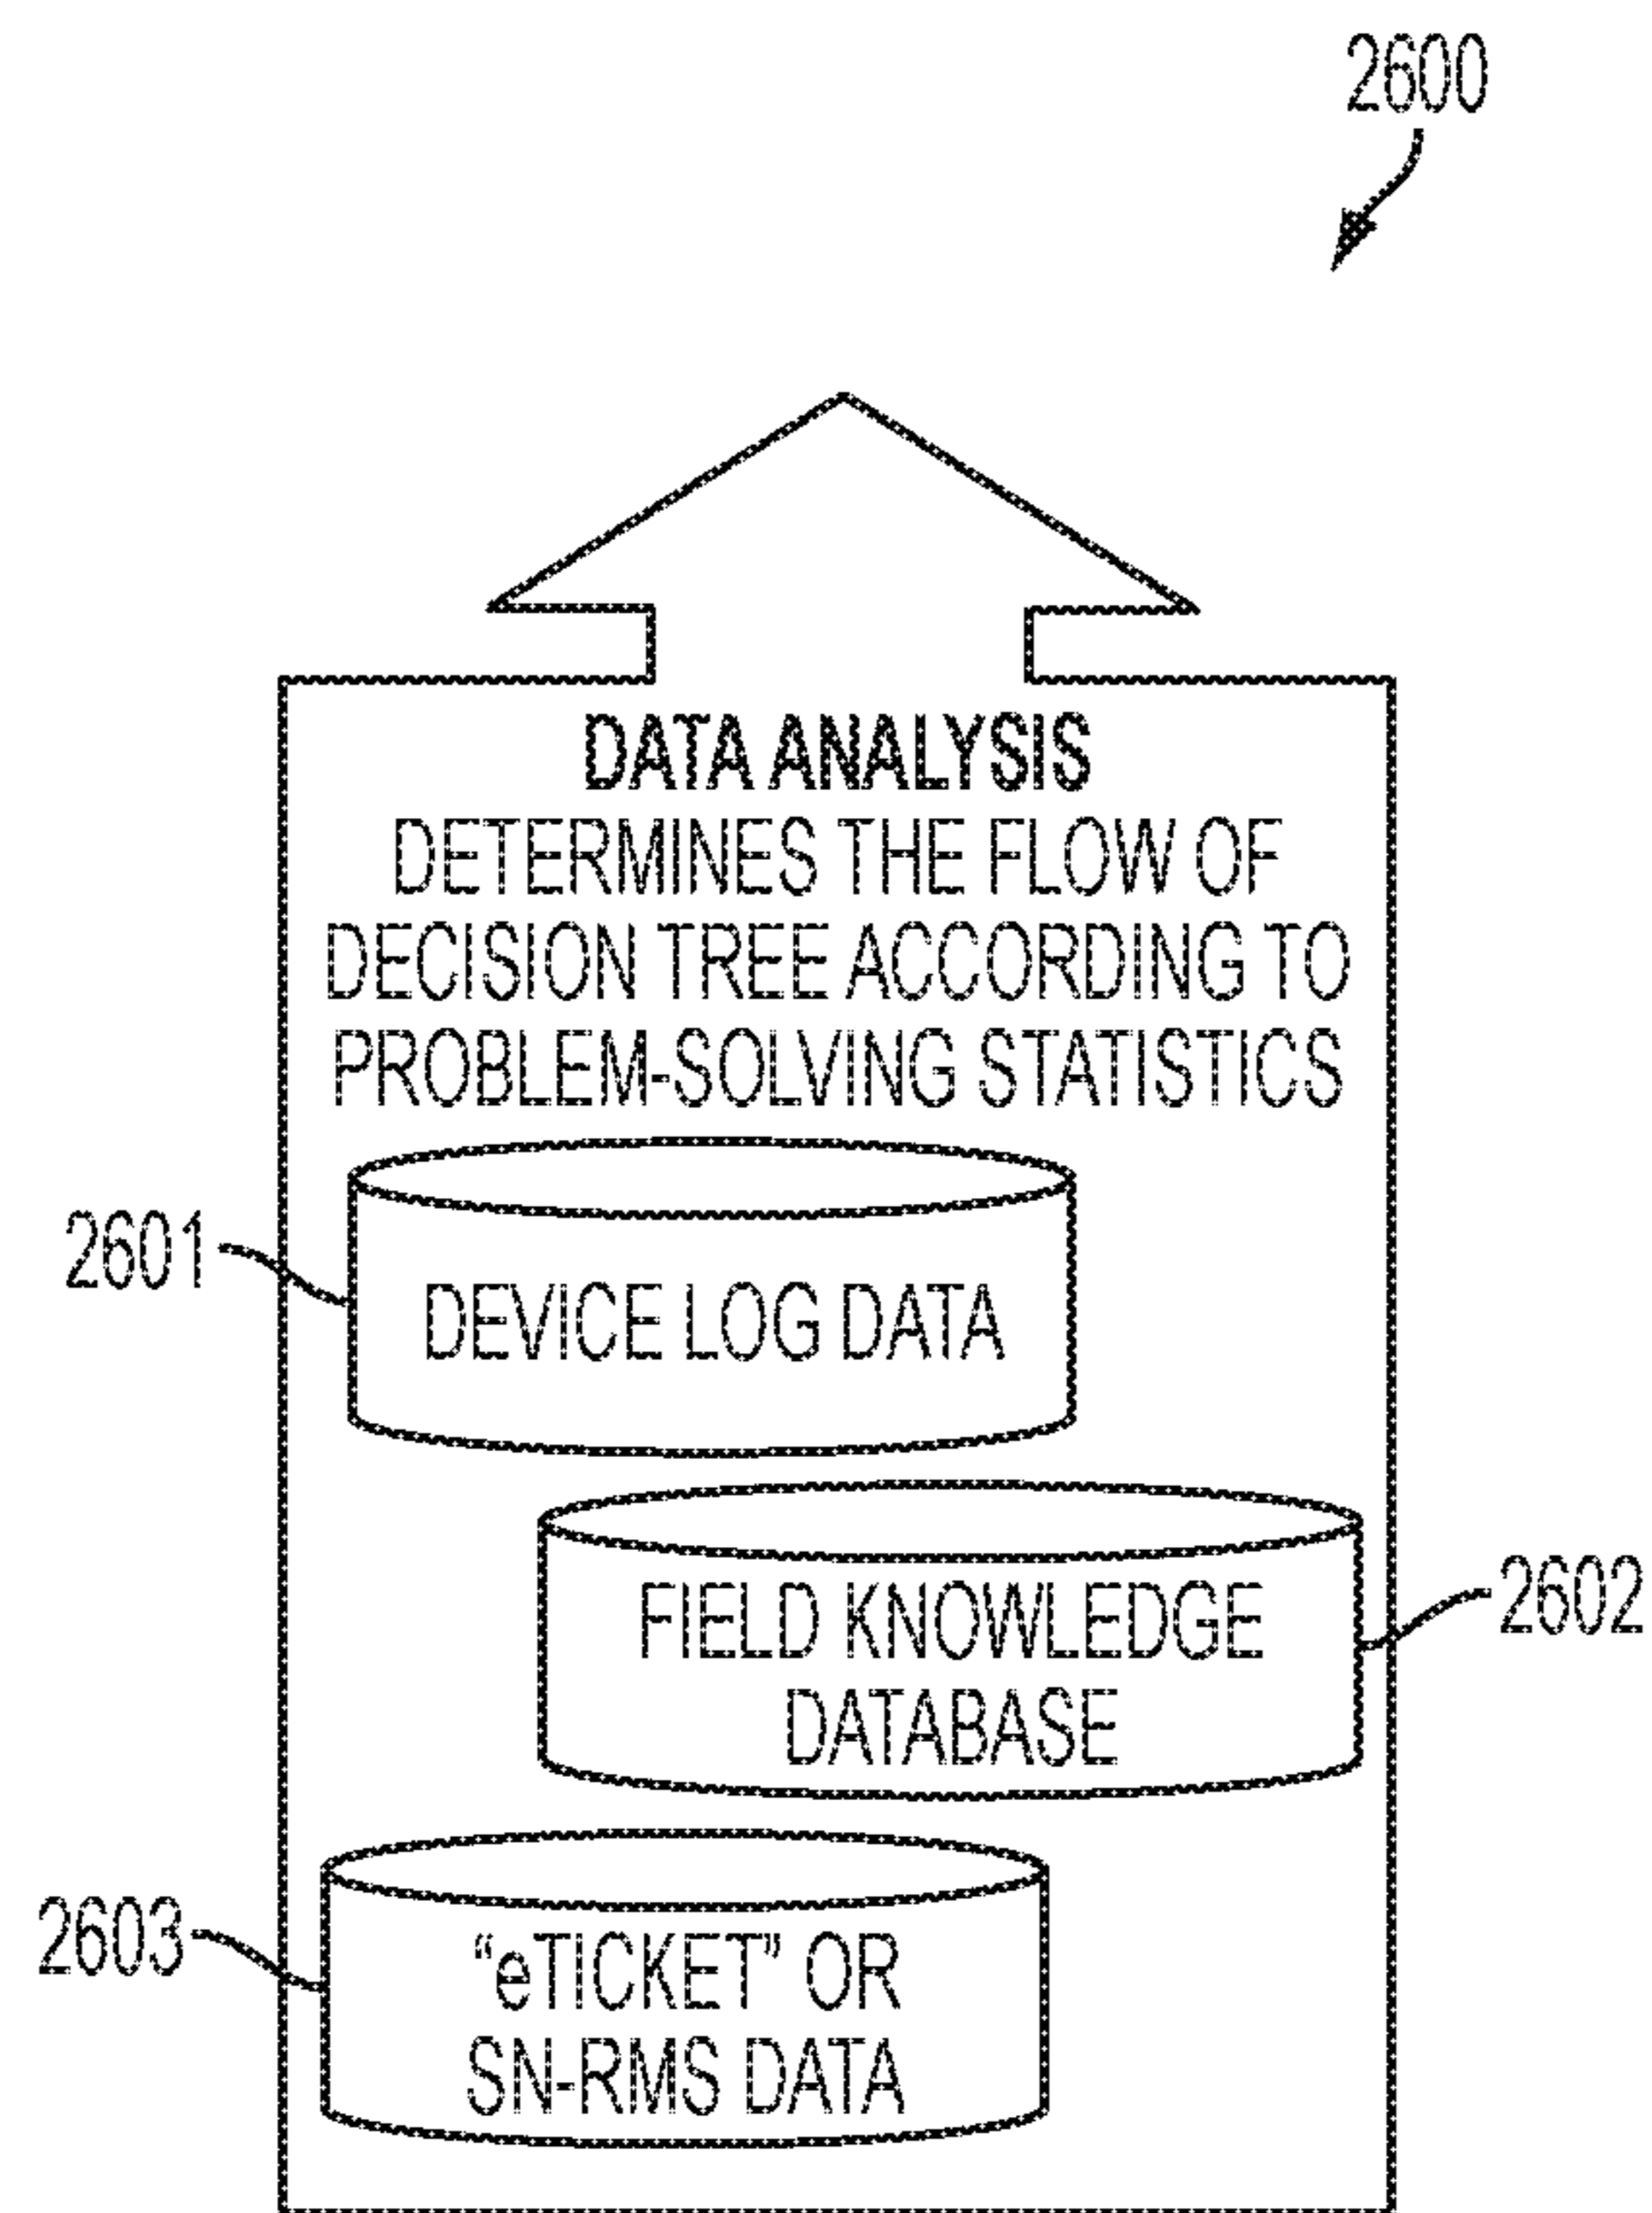 2600
DATA ANALYSIS
DETERMINES THE FLOW OF
DECISION TREE ACCORDING TO
PROBLEM-SOLVING STATISTICS
2601
DEVICE LOG DATA
FIELD KNOWLEDGE
DATABASE
2602
2603
“eTICKET” OR
SN-RMS DATA